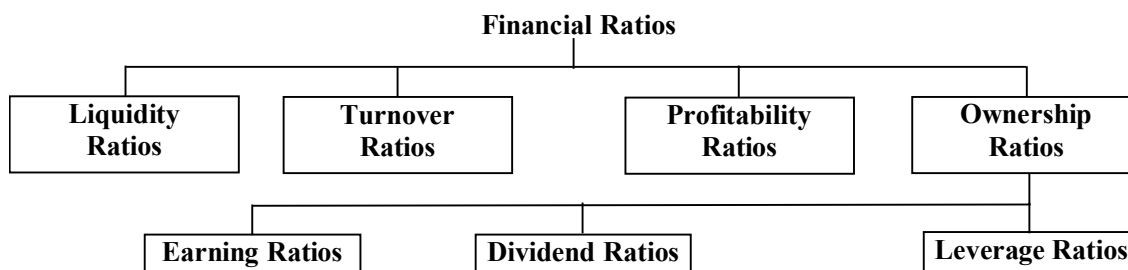 Financial Ratios
Liquidity
Ratios
Turnover
Ratios
Profitability
Ratios
Ownership
Ratios
Earning Ratios
Dividend Ratios
Leverage Ratios